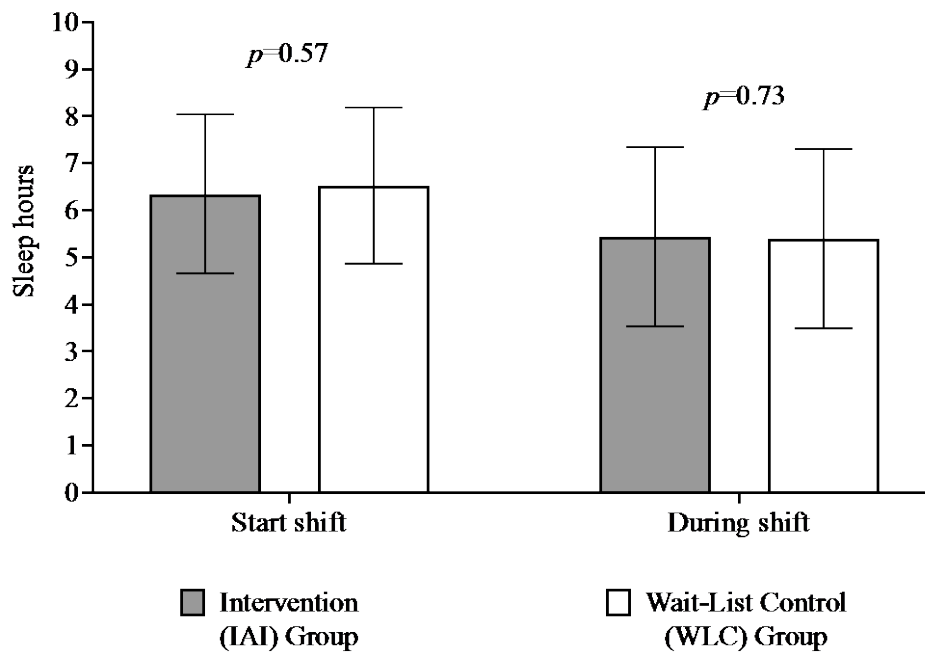 10
9
8
7
6
5
4
3
2
1
0
Sleep hours
p=0.57
p=0.73
Start shift
During shift
Intervention
(IAI) Group
Wait-List Control
(WLC) Group